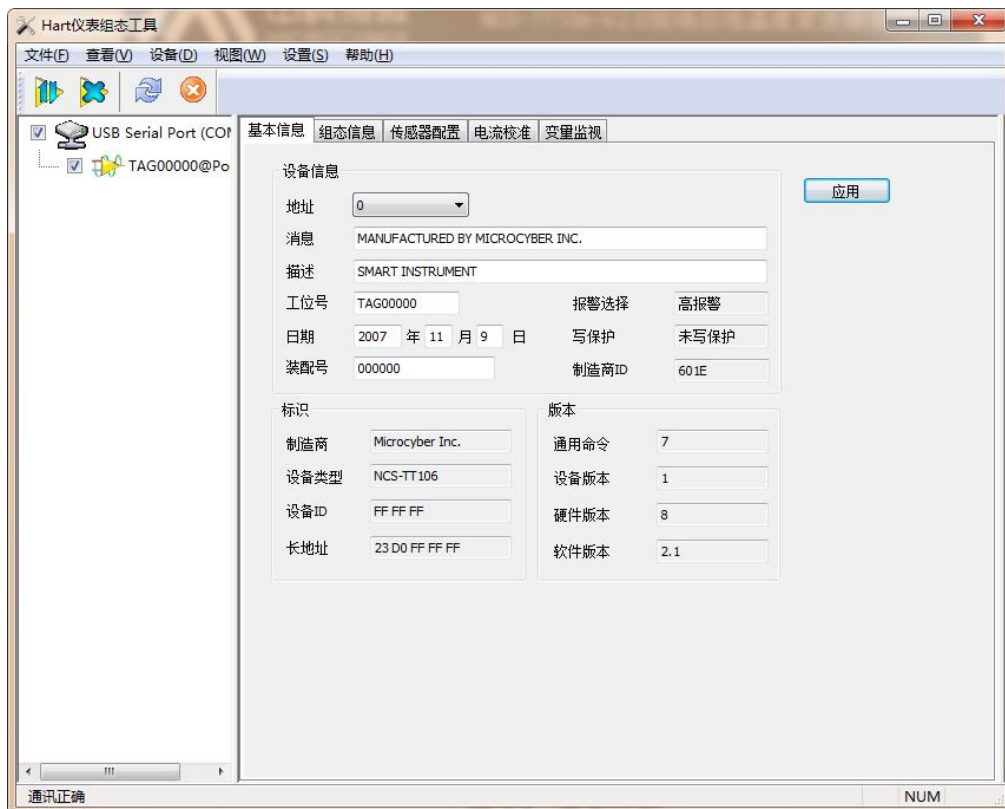 Hart仪表组态工具
文件(F) 查看(V) 设备(D) 视图(W) 设置(S) 帮助(H)
USB Serial Port (CO
TAG00000@Po
基本信息 组态信息 传感器配置 电流校准 变量监视
设备信息
应用
地址 0
消息 MANUFACTURED BY MICROCYBER INC.
描述 SMART INSTRUMENT
工位号 TAG00000 报警选择 高报警
日期 2007 年 11 月 9 日 写保护 未写保护
装配号 000000 制造商ID 601E
标识
制造商 Microcyber Inc.
设备类型 NCS-TT106
设备ID FF FF FF
长地址 23 D0 FF FF FF
版本
通用命令 7
设备版本 1
硬件版本 8
软件版本 2.1
通讯正确 NUM